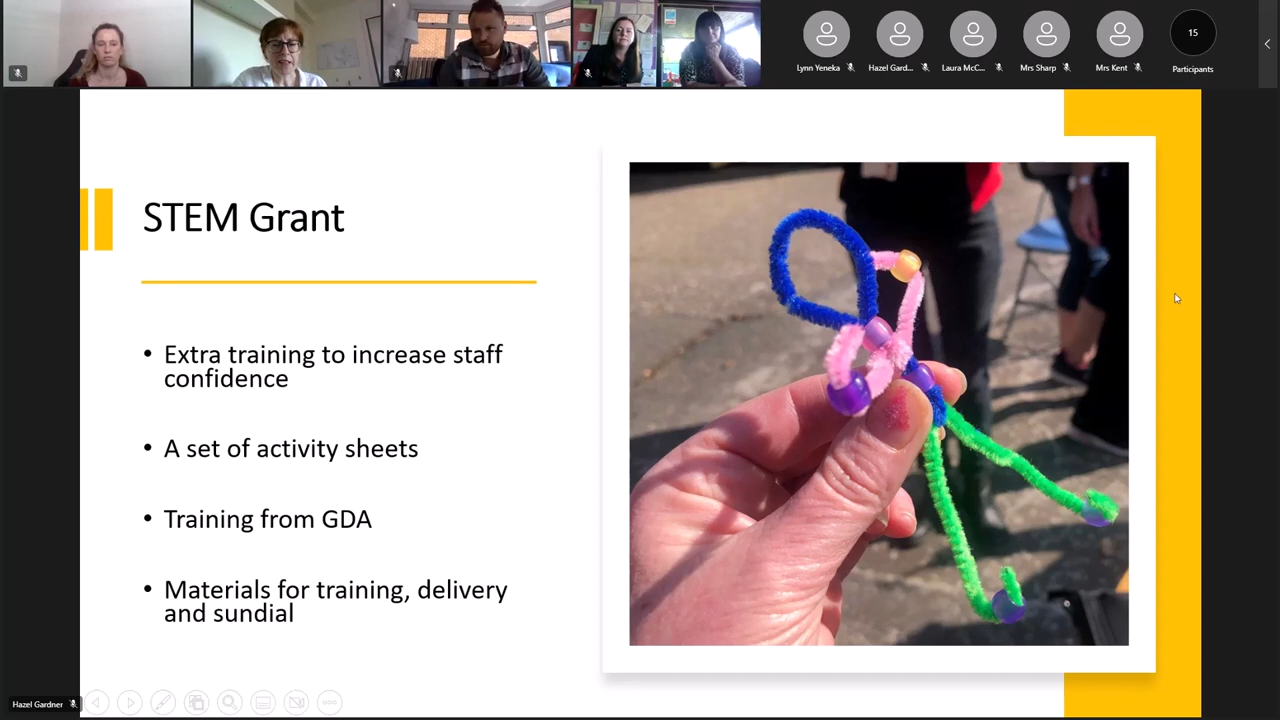 Lynn Yeneka
Hazel Gard...
Laura McC...
Mrs Sharp
Mrs Kent
15
Participants
STEM Grant
• Extra training to increase staff
confidence
• A set of activity sheets
• Training from GDA
• Materials for training, delivery
and sundial
Hazel Gardner